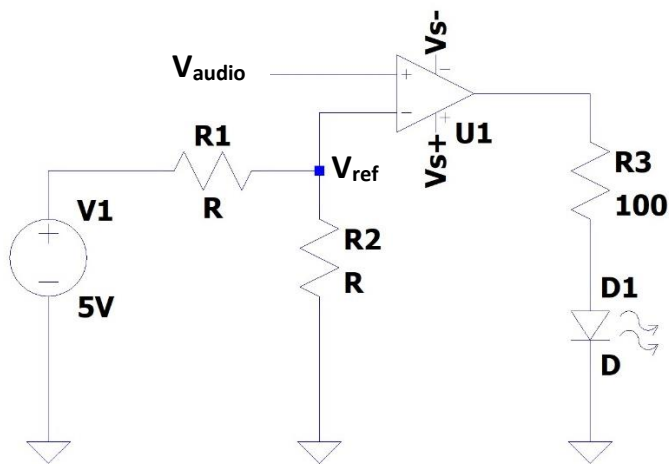 Vs-
Vaudio
+
−
−
+
U1
Vs+
R1
R
Vref
V1
+
−
5V
R2
R
R3
100
D1
D